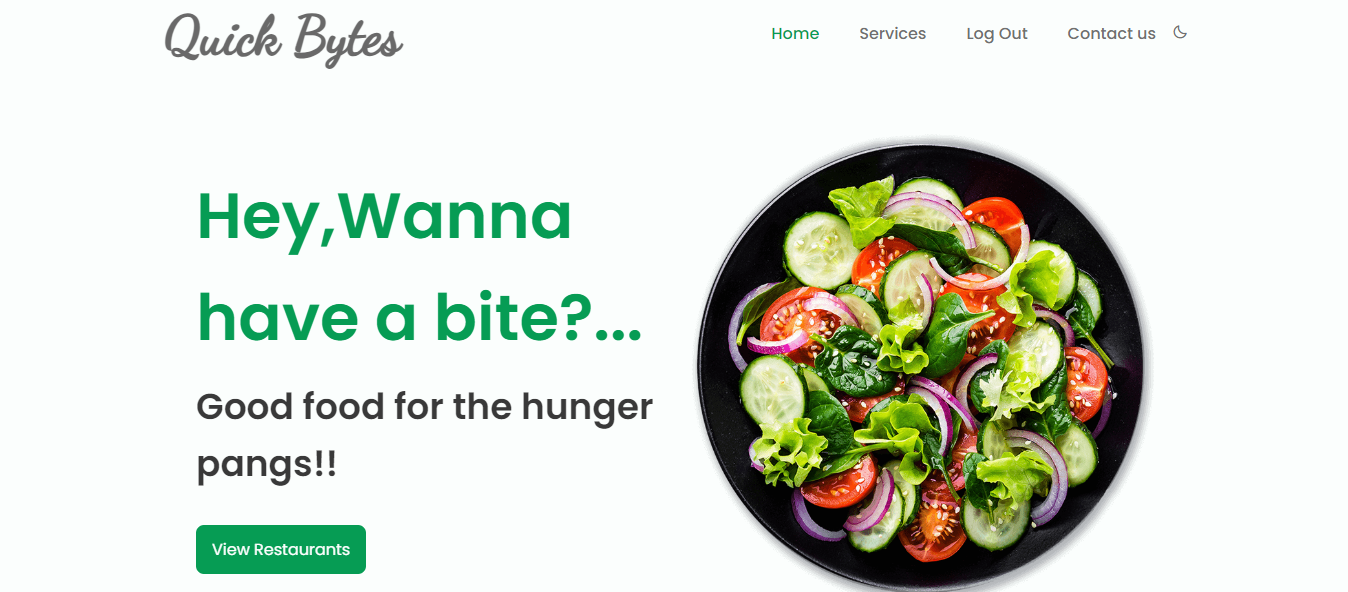 Quick Bytes
Home Services Log Out Contact us
Hey,Wanna
have a bite?...
Good food for the hunger
pangs!!
View Restaurants